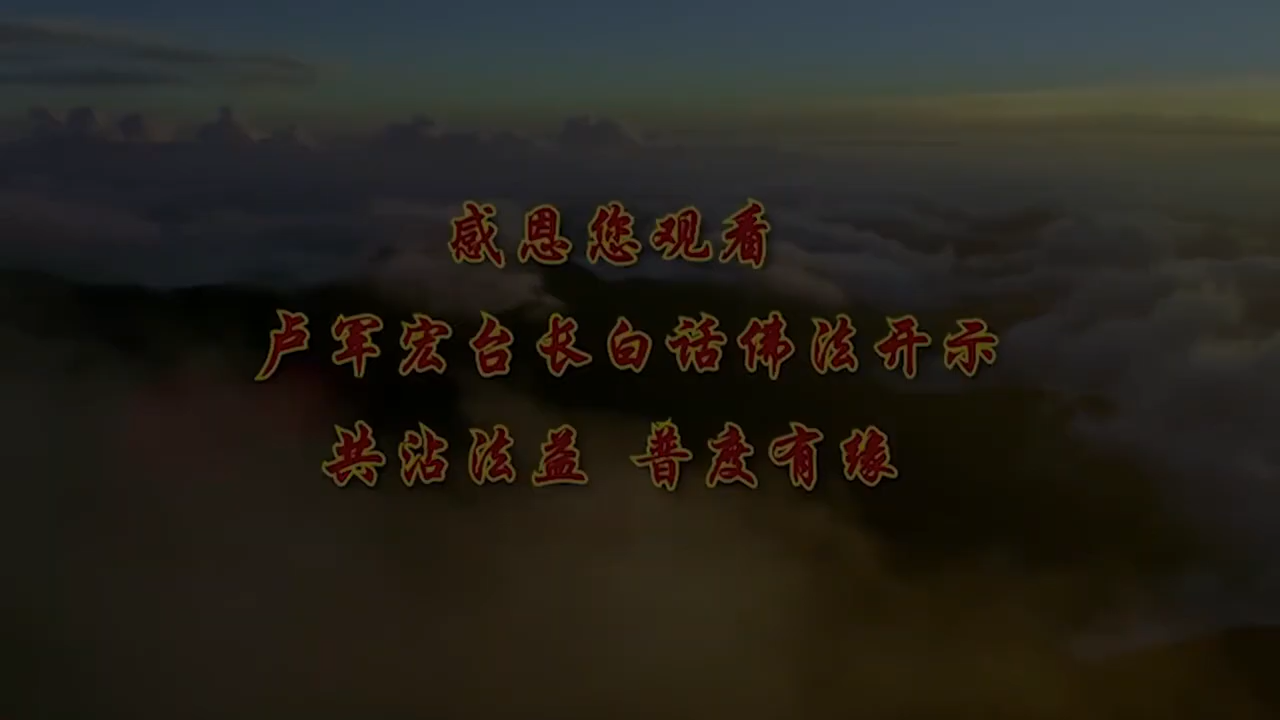 感恩您观看
卢军宏台长白话佛法开示
共沾法益 普度有缘